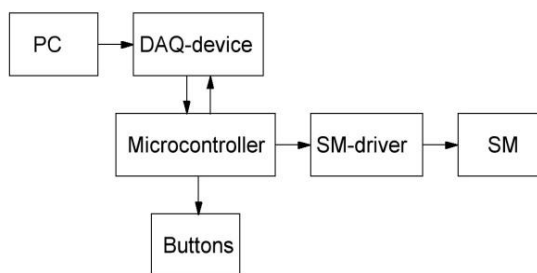 PC
DAQ-device
Microcontroller
SM-driver
SM
Buttons